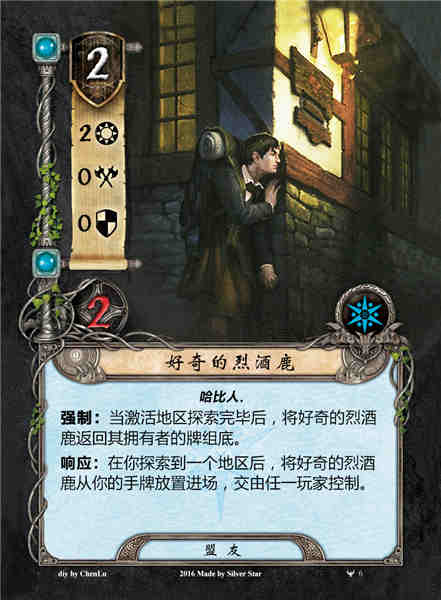 2
2
0
0
2
好奇的烈酒鹿
哈比人.
强制：当激活地区探索完毕后，将好奇的烈酒
鹿返回其拥有者的牌组底。
响应：在你探索到一个地区后，将好奇的烈酒
鹿从你的手牌放置进场，交由任一玩家控制。
盟友
diy by ChenLu
2016 Made by Silver Star
6